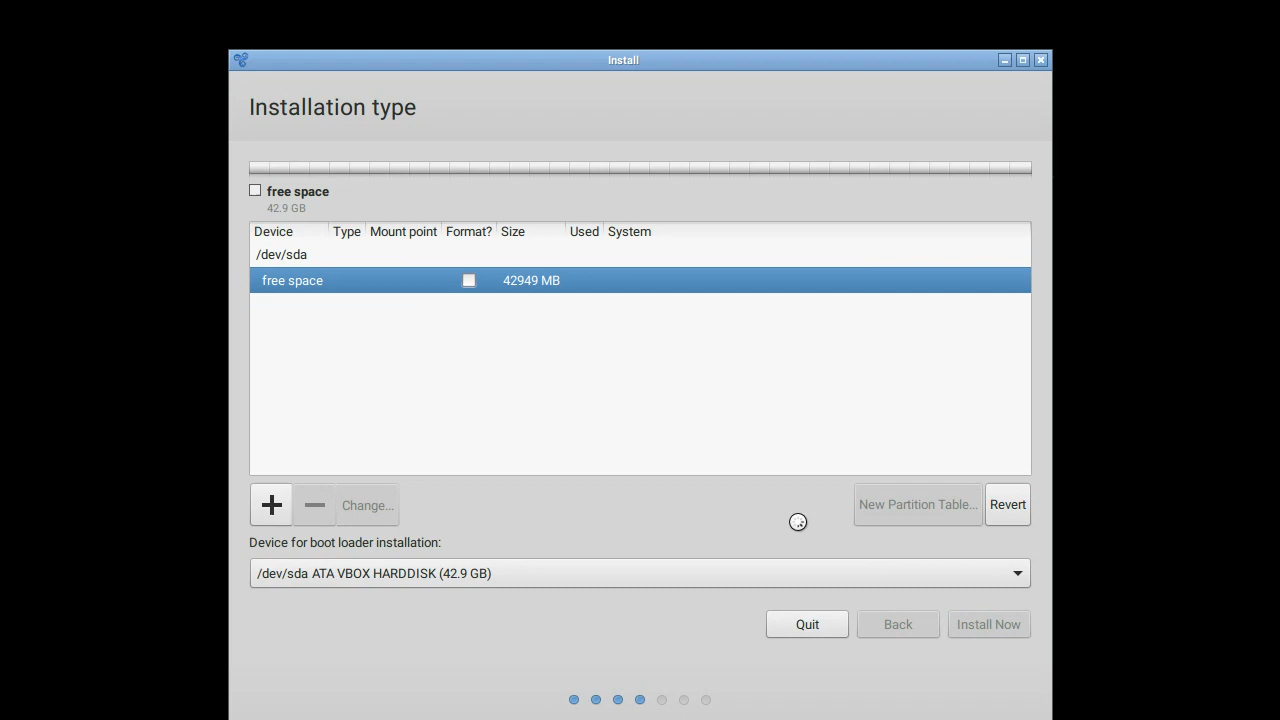 Install
Installation type
free space
42.9 GB
Device Type Mount point Format? Size Used System
/dev/sda
free space 42949 MB
Change... New Partition Table... Revert
Device for boot loader installation:
/dev/sda ATA VBOX HARDDISK (42.9 GB)
Quit Back Install Now